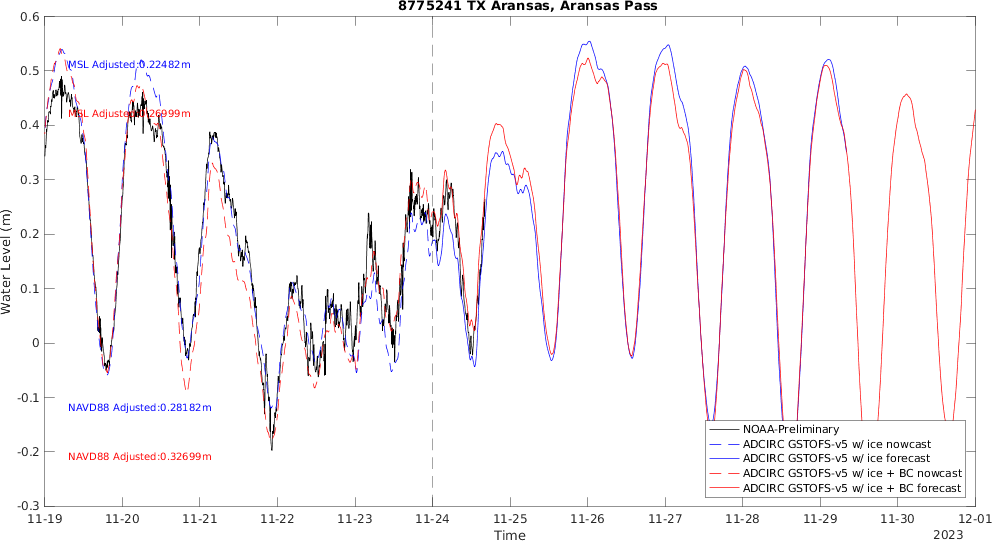 8775241 TX Aransas, Aransas Pass
0.6
0.5
0.4
0.3
0.2
0.1
0
-0.1
-0.2
-0.3
Water Level (m)
MSL Adjusted:0.22482m
MSL Adjusted:0.26999m
NAVD88 Adjusted:0.28182m
NAVD88 Adjusted:0.32699m
NOAA-Preliminary
ADCIRC GSTOFS-v5 w/ ice nowcast
ADCIRC GSTOFS-v5 w/ ice forecast
ADCIRC GSTOFS-v5 w/ ice + BC nowcast
ADCIRC GSTOFS-v5 w/ ice + BC forecast
11-19 11-20 11-21 11-22 11-23 11-24 11-25 11-26 11-27 11-28 11-29 11-30 12-01
Time
2023